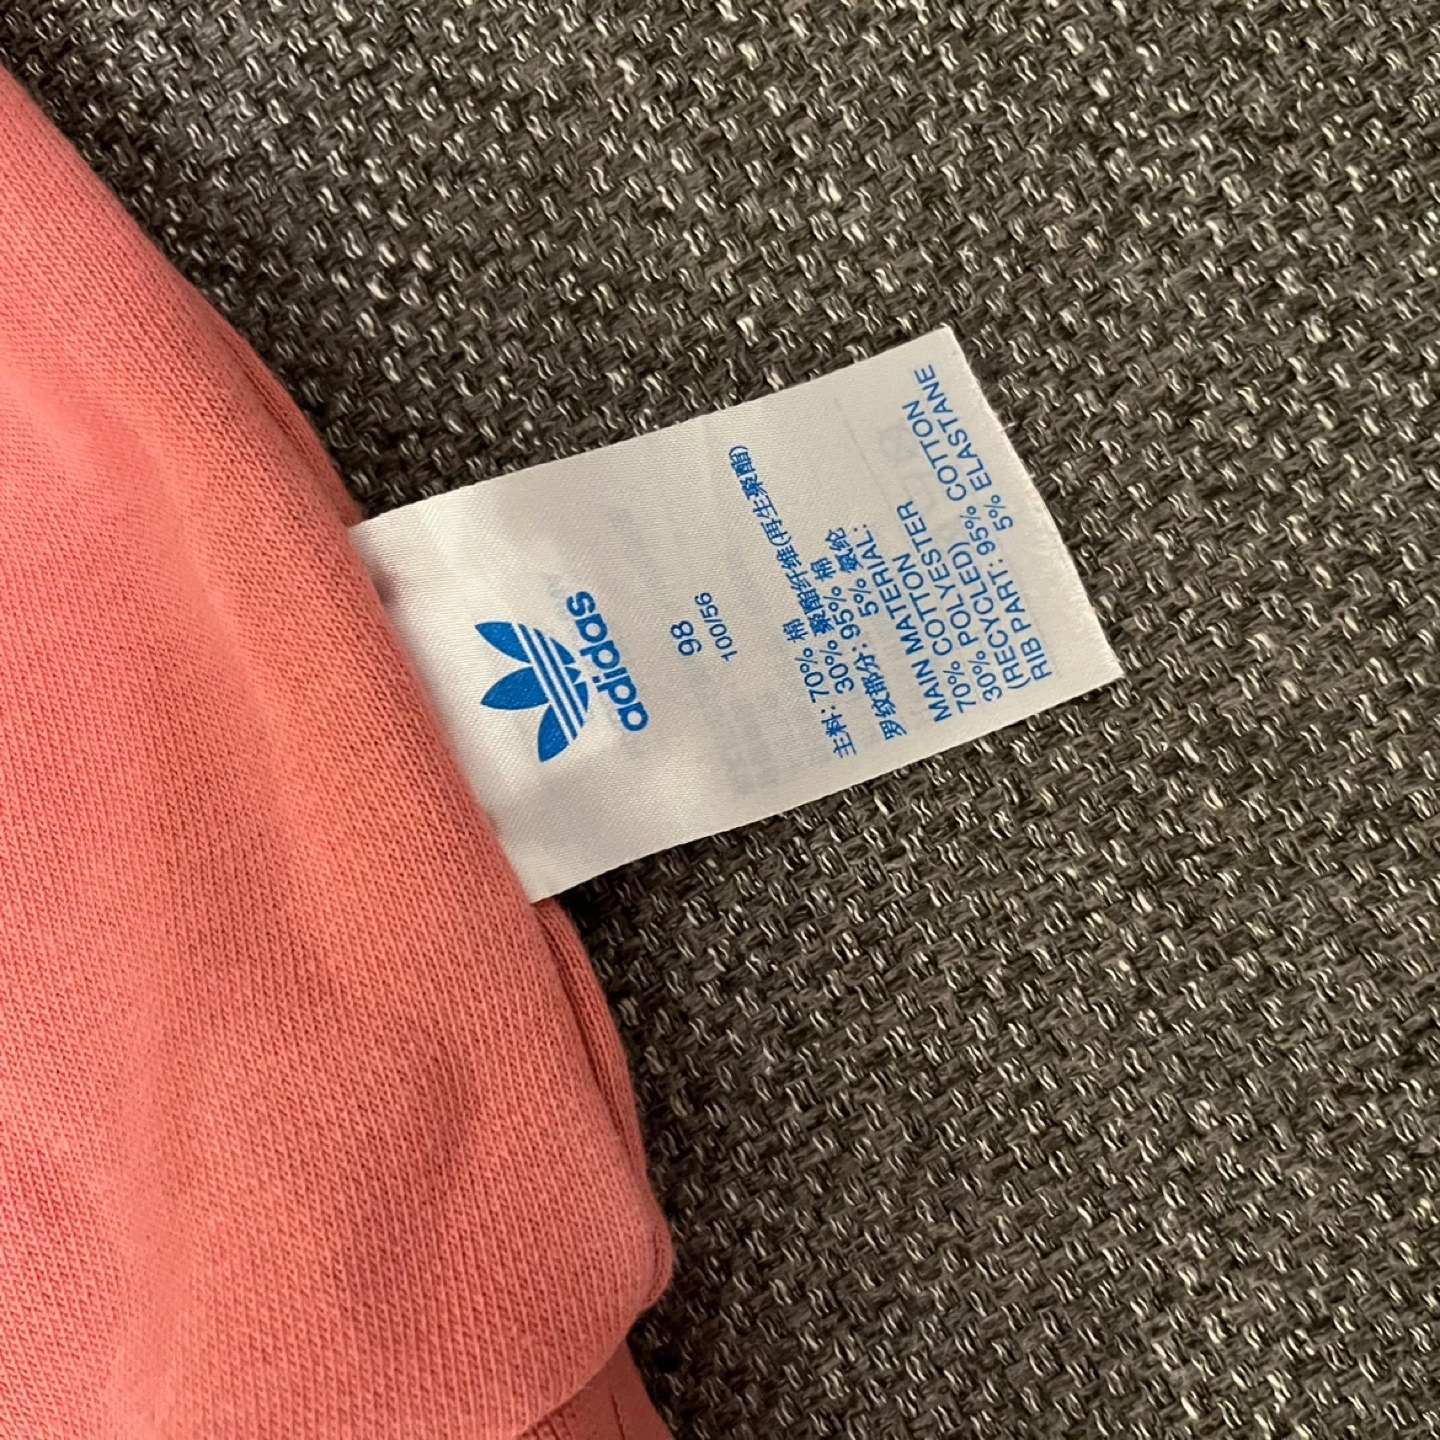 adidas
98
100/56
主料: 70% 棉
30% 聚酯纤维(再生聚酯)
罗纹部分: 95% 棉
5% 氨纶
MAIN MATERIAL:
70% COTTON
30% POLYESTER
(RECYCLED)
RIB PART: 95% COTTON
5% ELASTANE